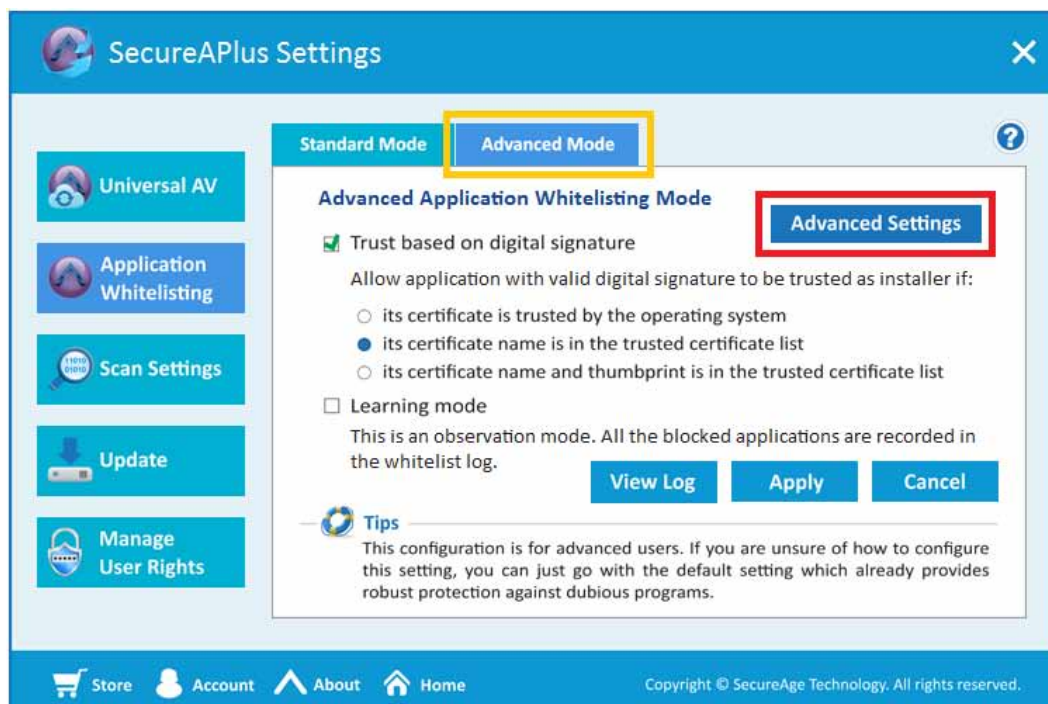 SecureAPlus Settings
Universal AV
Application
Whitelisting
Scan Settings
Update
Manage
User Rights
Standard Mode
Advanced Mode
Advanced Application Whitelisting Mode
Advanced Settings
Trust based on digital signature
Allow application with valid digital signature to be trusted as installer if:
its certificate is trusted by the operating system
its certificate name is in the trusted certificate list
its certificate name and thumbprint is in the trusted certificate list
Learning mode
This is an observation mode. All the blocked applications are recorded in
the whitelist log.
View Log
Apply
Cancel
Tips
This configuration is for advanced users. If you are unsure of how to configure
this setting, you can just go with the default setting which already provides
robust protection against dubious programs.
Store
Account
About
Home
Copyright © SecureAge Technology. All rights reserved.